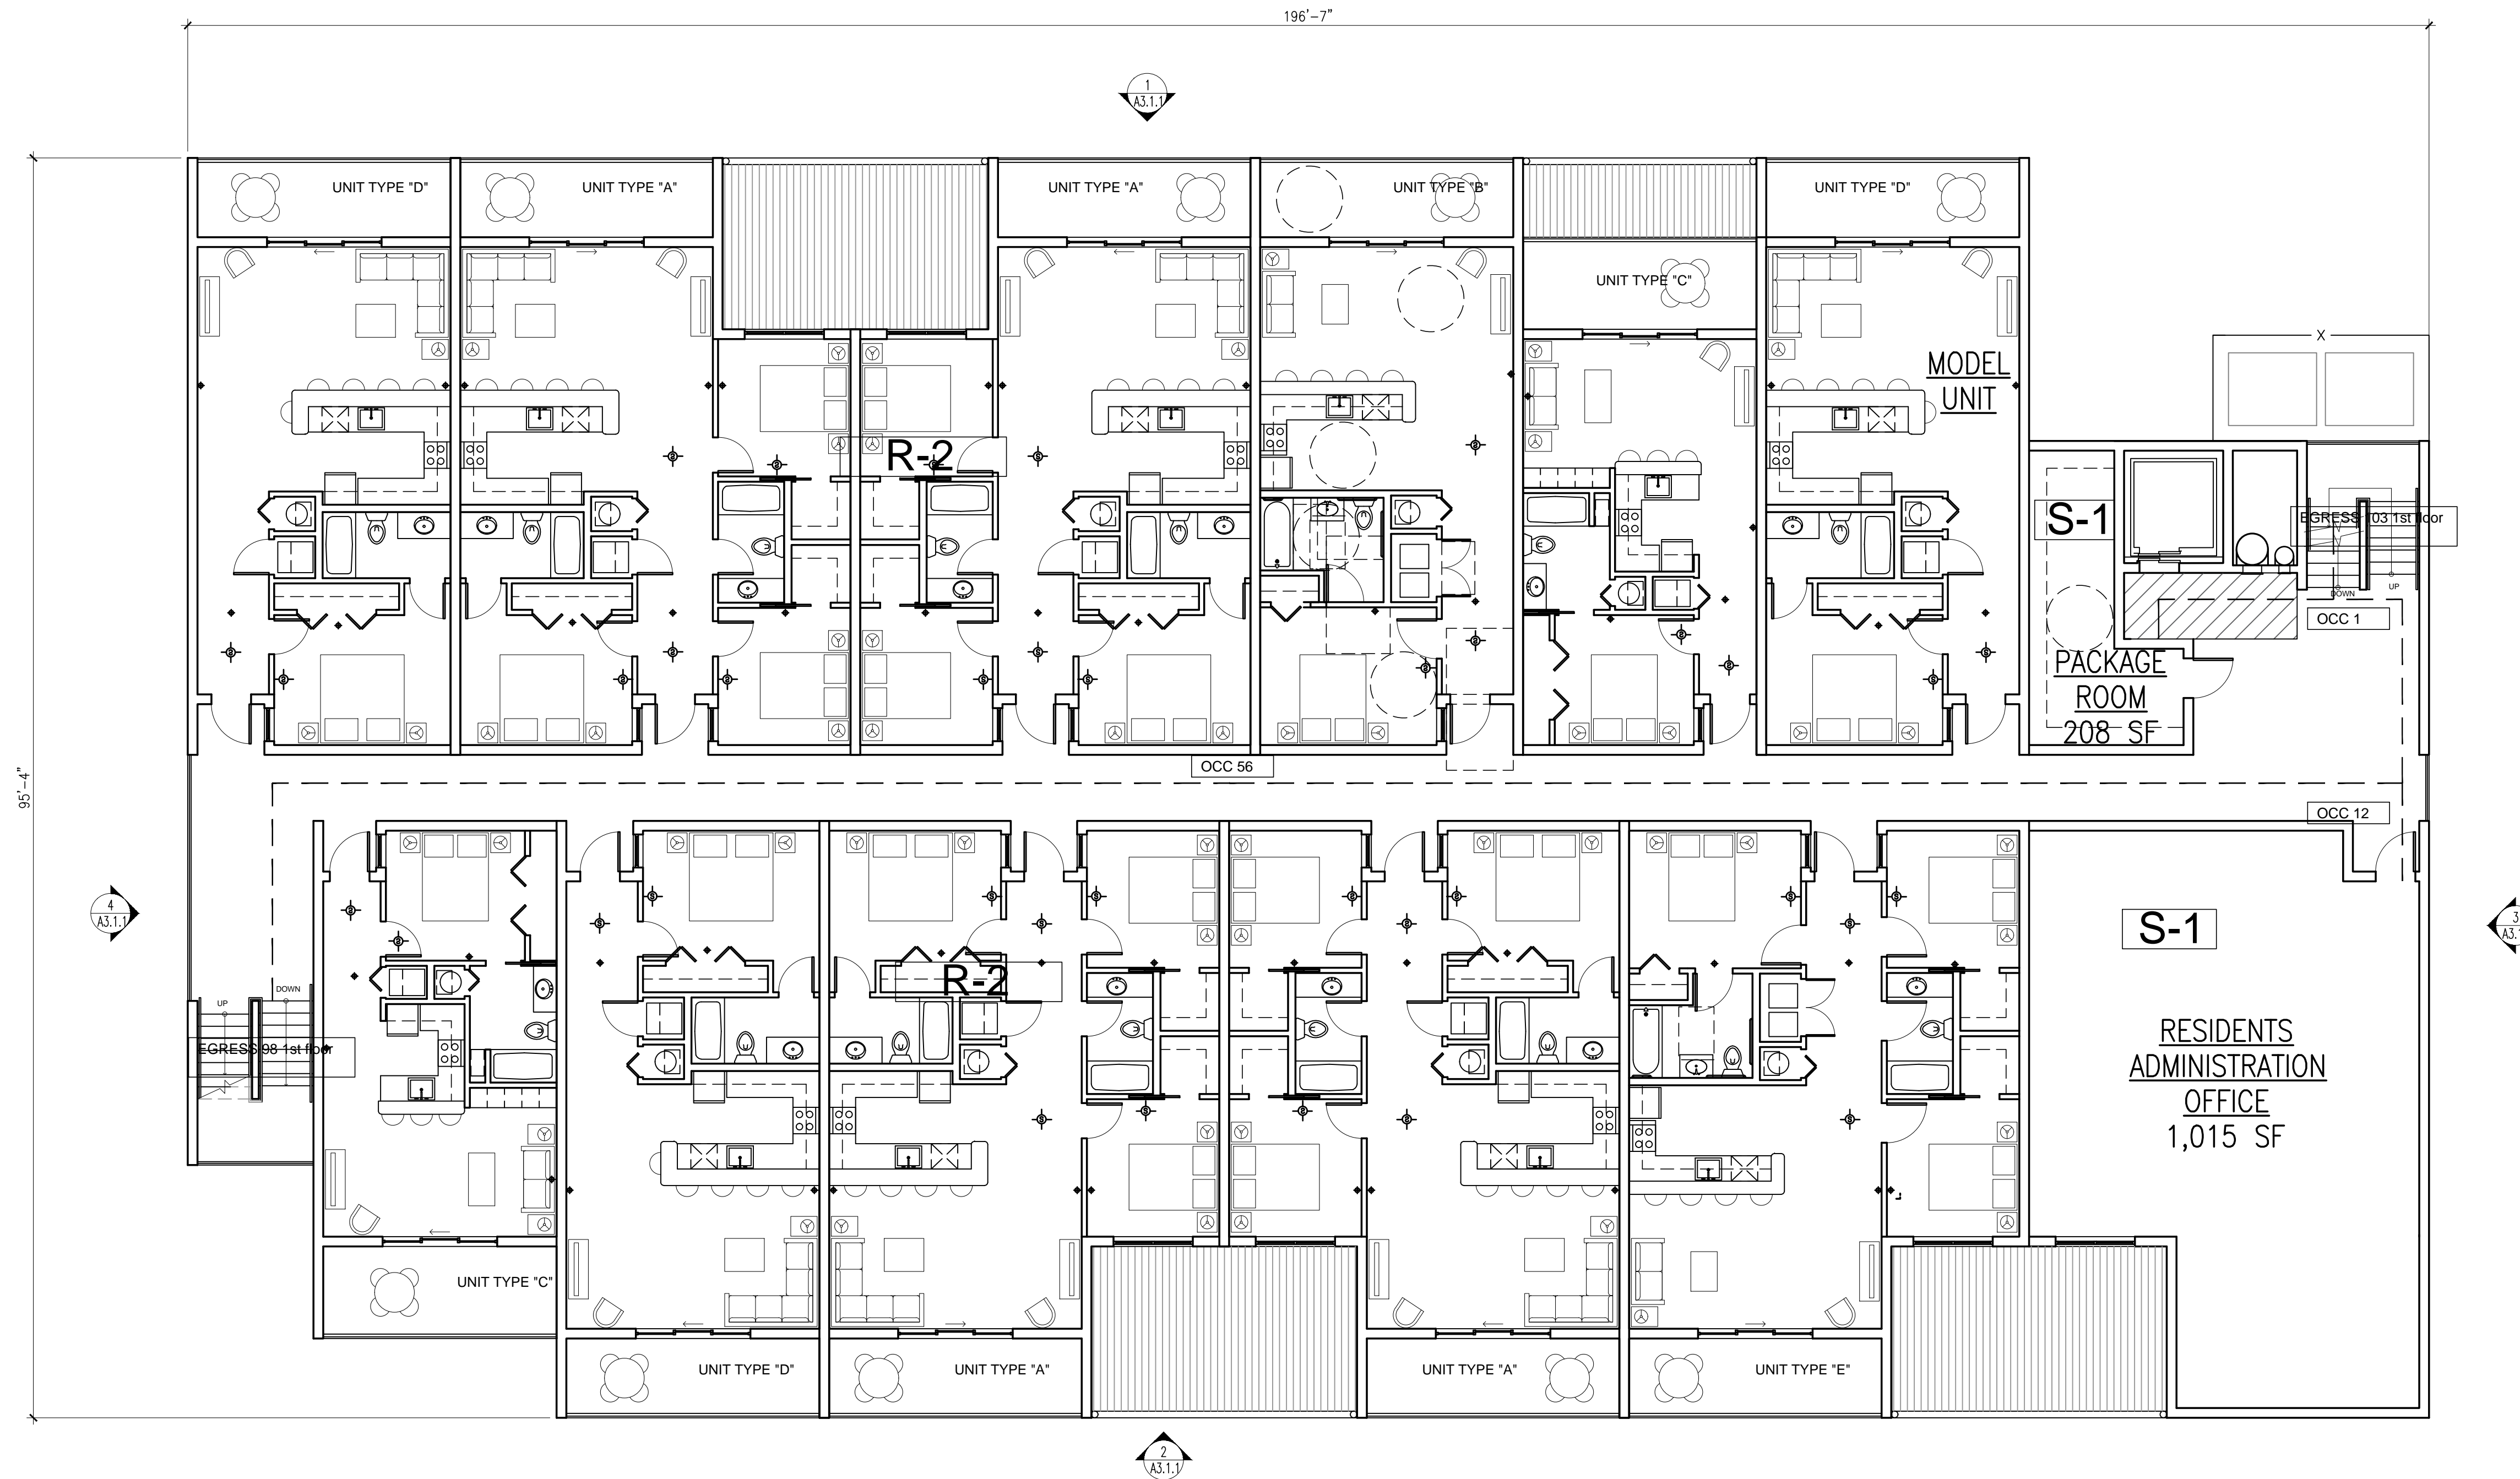 196'-7"
1
A3.1.1
UNIT TYPE "D"
UNIT TYPE "A"
UNIT TYPE "A"
UNIT TYPE "B"
UNIT TYPE "D"
UNIT TYPE "C"
X
MODEL
UNIT
R-2
S-1
EGRESS 103 1st floor
DOWN
UP
OCC 1
PACKAGE
ROOM
208 SF
OCC 56
95'-4"
OCC 12
4
A3.1.1
S-1
3
R-2
UP
DOWN
EGRESS 98 1st floor
RESIDENTS
ADMINISTRATION
OFFICE
1,015 SF
UNIT TYPE "C"
UNIT TYPE "D"
UNIT TYPE "A"
UNIT TYPE "A"
UNIT TYPE "E"
2
A3.1.1